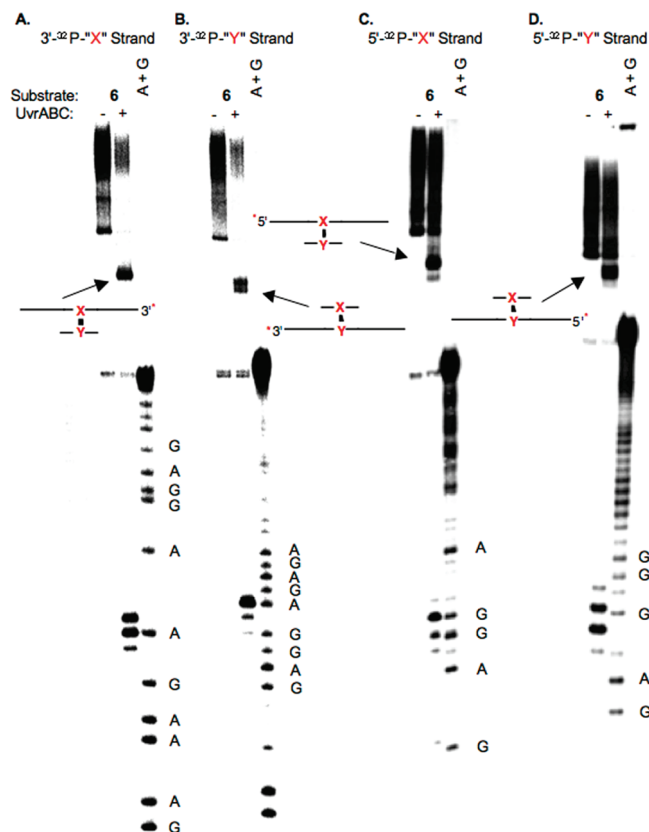 A. B. C. D.
3'-³²P-"X" Strand 3'-³²P-"Y" Strand 5'-³²P-"X" Strand 5'-³²P-"Y" Strand
Substrate: 6 A + G 6 A + G 6 A + G 6 A + G
UvrABC: - + - + - + - +
*5' X
Y
X 3'*
Y
X
*3' Y
X
Y 5'*
G
A
G
G
A
A
G
A
A
A
G
A
G
A
G
A
G
G
A
G
A
G
G
A
G
G
G
G
A
G